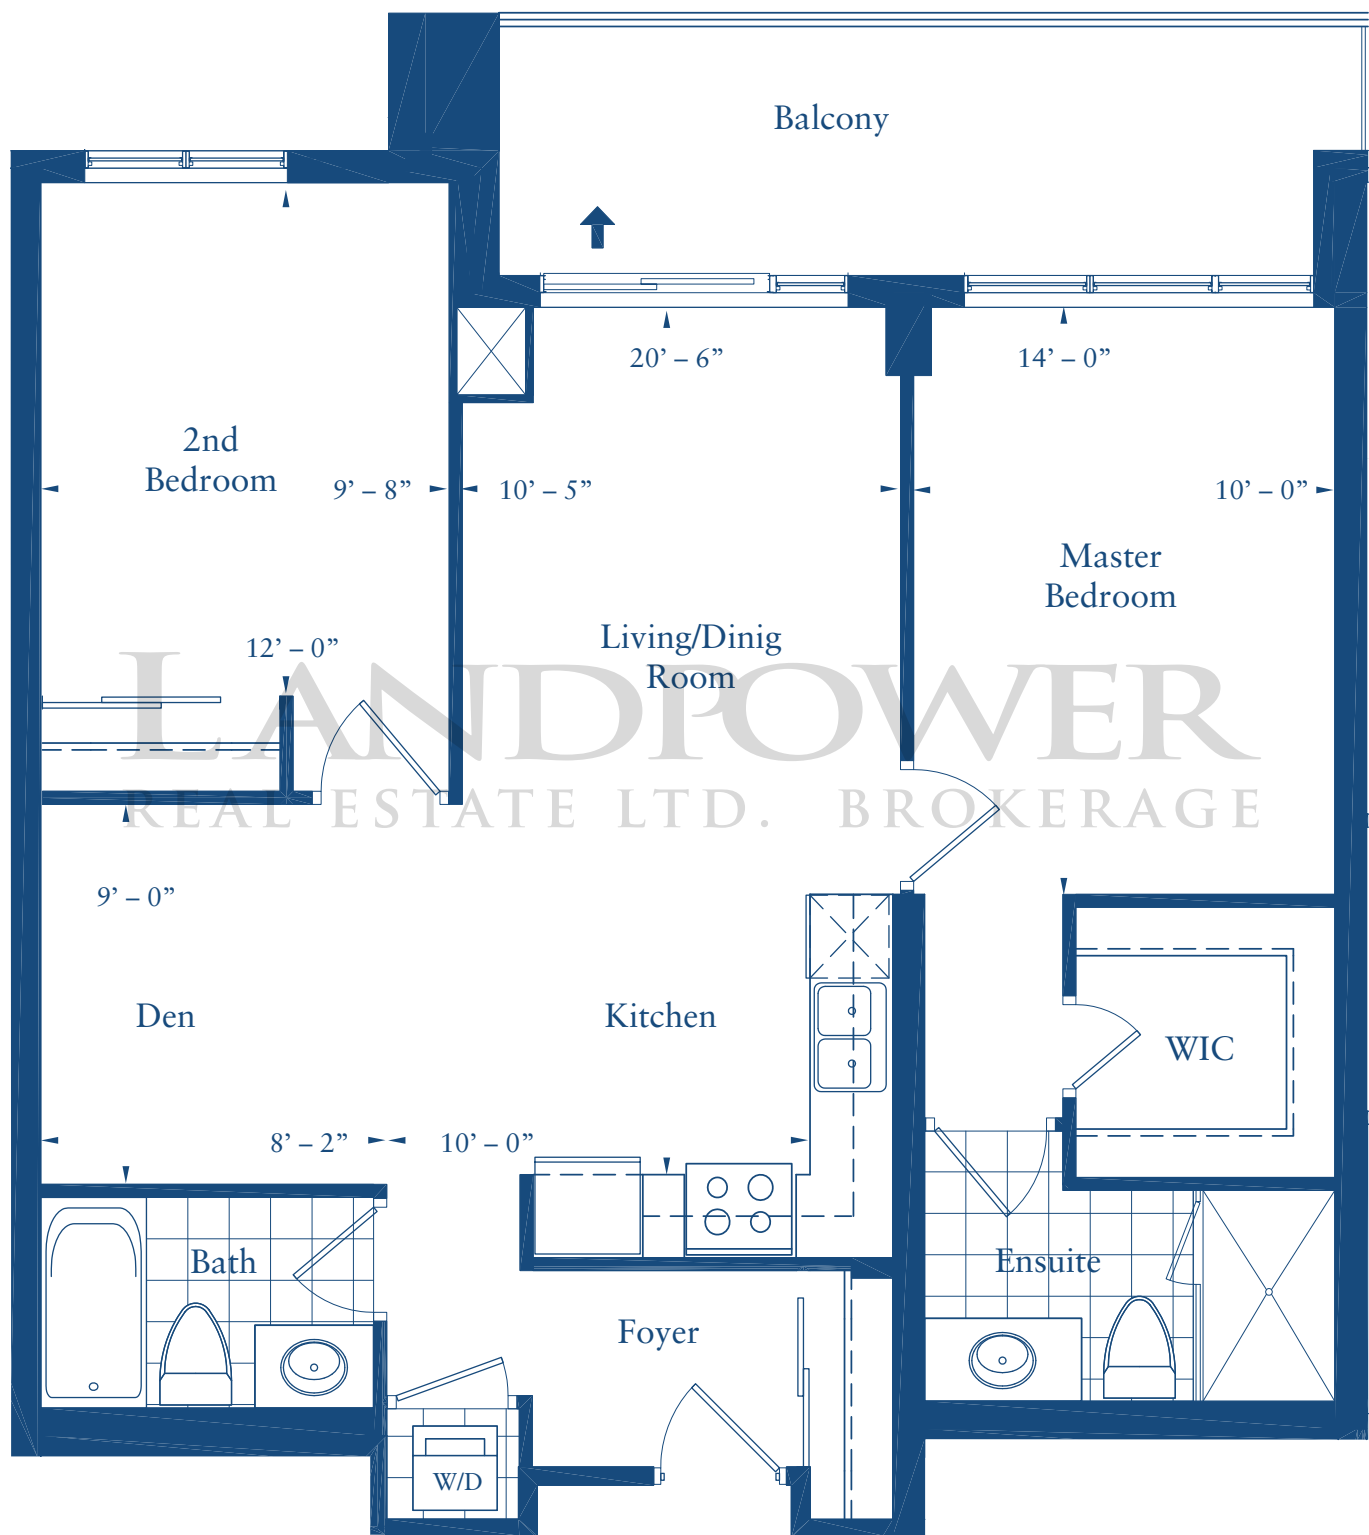 Balcony
20’ – 6”
14’ – 0”
2nd
Bedroom
9’ – 8”
10’ – 5”
10’ – 0”
Master
Bedroom
12’ – 0”
Living/Dinig
Room
LANDPOWER
REAL ESTATE LTD. BROKERAGE
9’ – 0”
Den
Kitchen
WIC
8’ – 2”
10’ – 0”
Bath
Ensuite
Foyer
W/D